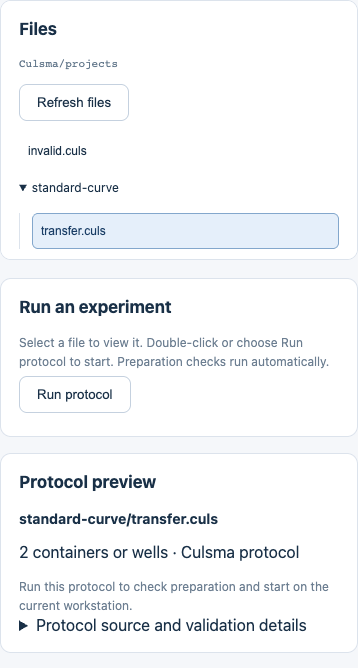 Files
Culsma/projects
Refresh files
invalid.culs
▼ standard-curve
transfer.culs
Run an experiment
Select a file to view it. Double-click or choose Run
protocol to start. Preparation checks run automatically.
Run protocol
Protocol preview
standard-curve/transfer.culs
2 containers or wells · Culsma protocol
Run this protocol to check preparation and start on the
current workstation.
▶ Protocol source and validation details